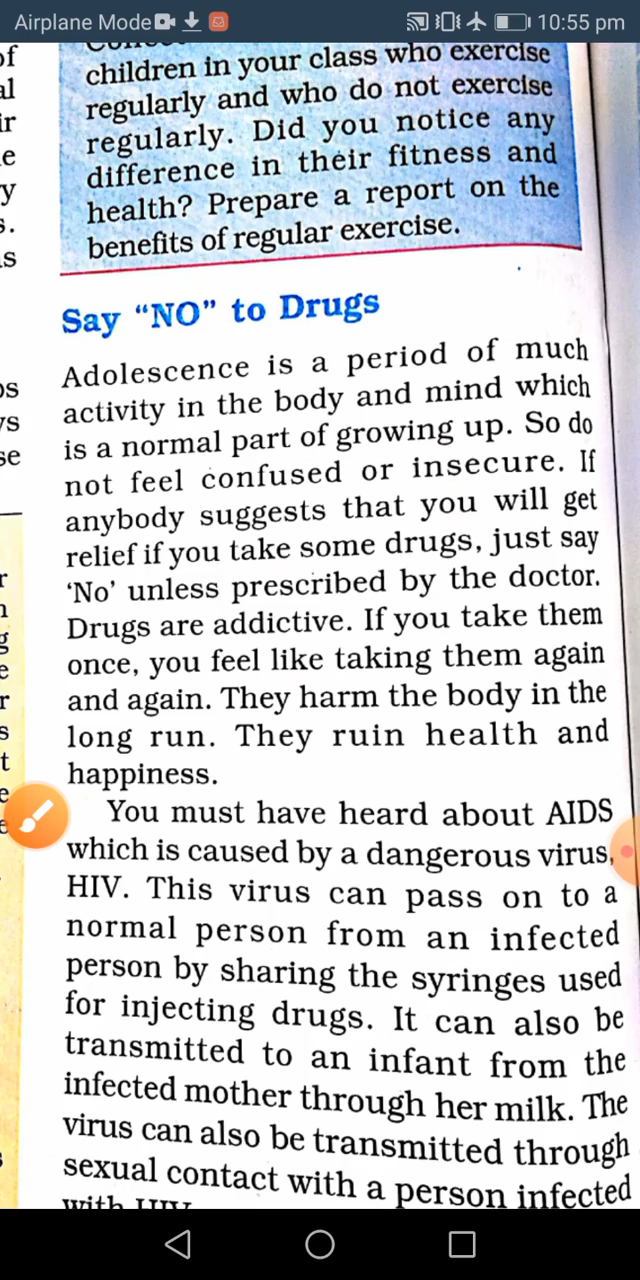 Airplane Mode
10:55 pm
children in your class who exercise
regularly and who do not exercise
regularly. Did you notice any
difference in their fitness and
health? Prepare a report on the
benefits of regular exercise.
Say “NO” to Drugs
Adolescence is a period of much
activity in the body and mind which
is a normal part of growing up. So do
not feel confused or insecure. If
anybody suggests that you will get
relief if you take some drugs, just say
‘No’ unless prescribed by the doctor.
Drugs are addictive. If you take them
once, you feel like taking them again
and again. They harm the body in the
long run. They ruin health and
happiness.
You must have heard about AIDS
which is caused by a dangerous virus,
HIV. This virus can pass on to a
normal person from an infected
person by sharing the syringes used
for injecting drugs. It can also be
transmitted to an infant from the
infected mother through her milk. The
virus can also be transmitted through
sexual contact with a person infected
with HIV